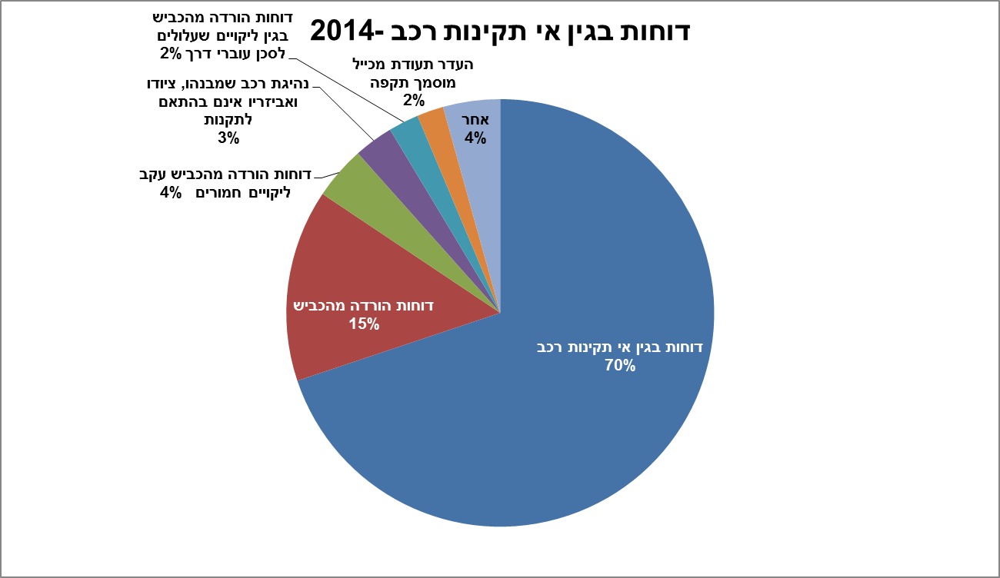 דוחות בגין אי תקינות רכב -2014
דוחות הורדה מהכביש
בגין ליקויים שעלולים
לסכן עוברי דרך 2%
העדר תעודת מכייל
מוסמך תקפה
2%
נהיגת רכב שמבנהו, ציודו
ואביזריו אינם בהתאם
לתקנות
3%
אחר
4%
דוחות הורדה מהכביש עקב
ליקויים חמורים 4%
דוחות הורדה מהכביש
15%
דוחות בגין אי תקינות רכב
70%